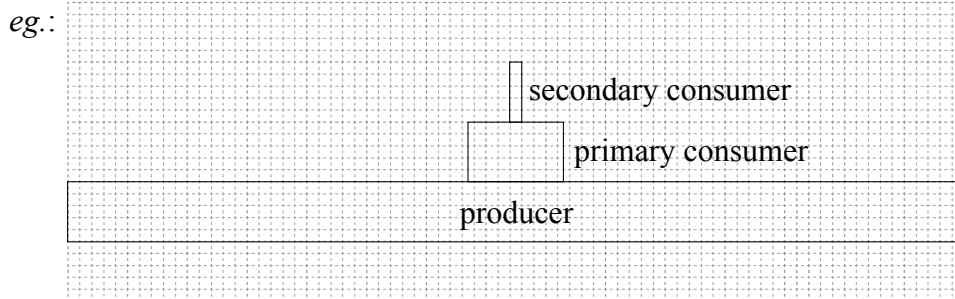 eg.:
secondary consumer
primary consumer
producer